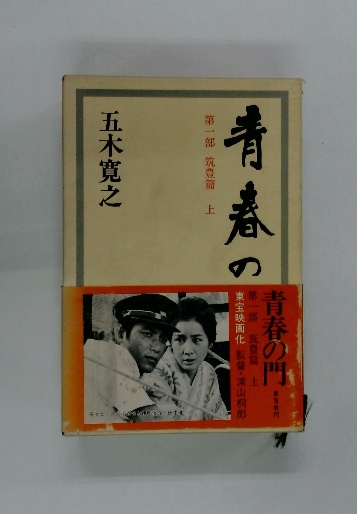 青春の
第一部 筑豊篇 上
五木寛之
青春の門
第一部 筑豊篇 上
東宝映画化 監督・浦山桐郎